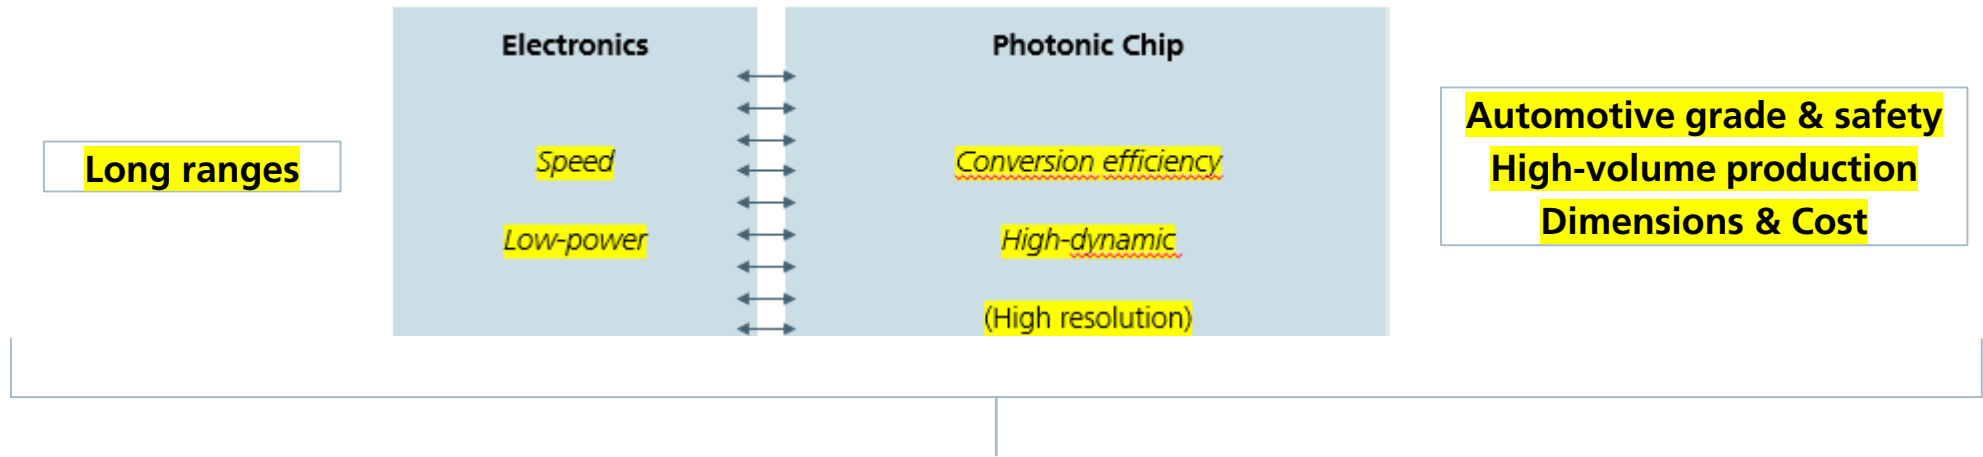 Long ranges
Electronics
Speed
Low-power
Photonic Chip
Conversion efficiency
High-dynamic
(High resolution)
Automotive grade & safety
High-volume production
Dimensions & Cost